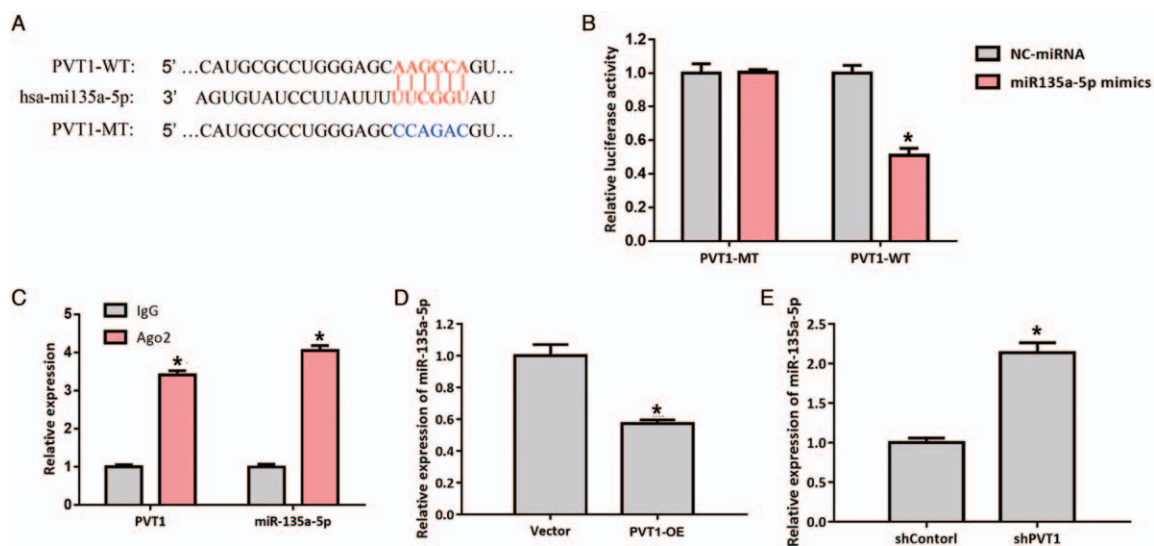 A
PVT1-WT: 5' ...CAUGCGCCUGGGAGCAAGCCAGU...
hsa-mi135a-5p: 3' AGUGUAUCCUUAUUUUUCGGUAU
PVT1-MT: 5' ...CAUGCGCCUGGGAGCCCAGACGU...
B
Relative luciferase activity
1.2
1.0
0.8
0.6
0.4
0.2
0.0
*
PVT1-MT PVT1-WT
NC-miRNA
miR135a-5p mimics
C
Relative expression
5
4
3
2
1
0
IgG
Ago2
* *
PVT1 miR-135a-5p
D
Relative expression of miR-135a-5p
1.2
1.0
0.8
0.6
0.4
0.2
0.0
*
Vector PVT1-OE
E
Relative expression of miR-135a-5p
2.5
2.0
1.5
1.0
0.5
0.0
*
shContorl shPVT1